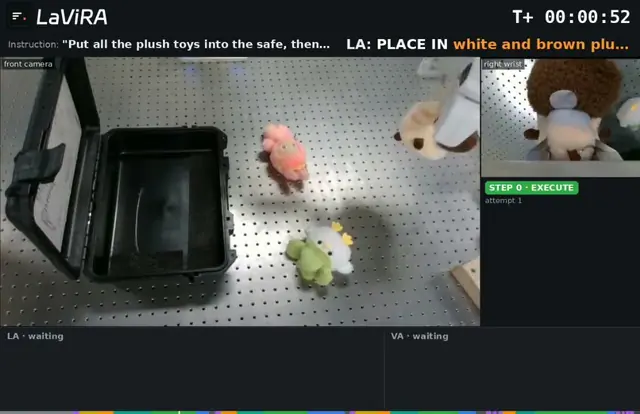 LaViRA
T+ 00:00:52
Instruction: "Put all the plush toys into the safe, then…
LA: PLACE IN white and brown plu…
front camera
right wrist
STEP 0 · EXECUTE
attempt 1
LA · waiting
VA · waiting